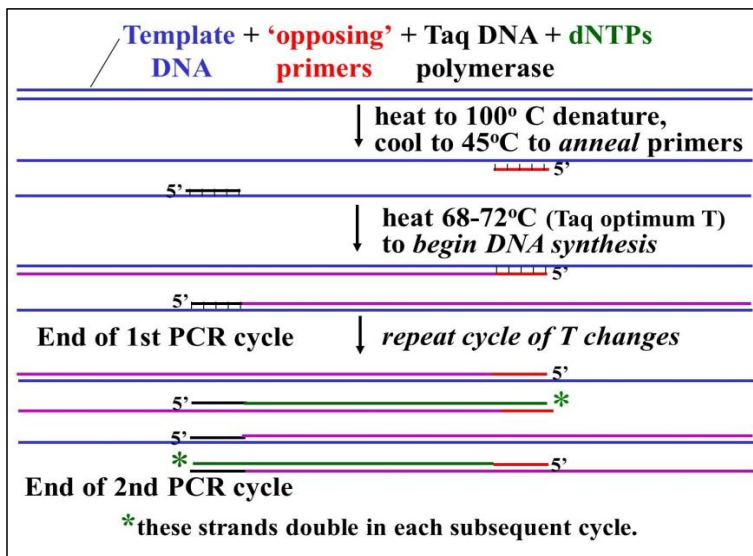 Template + ‘opposing’ + Taq DNA + dNTPs
DNA primers polymerase
heat to 100° C denature,
cool to 45°C to anneal primers
5’
5’
heat 68-72°C (Taq optimum T)
to begin DNA synthesis
5’
5’
End of 1st PCR cycle
repeat cycle of T changes
5’
5’ *
5’
* 5’
End of 2nd PCR cycle
*these strands double in each subsequent cycle.